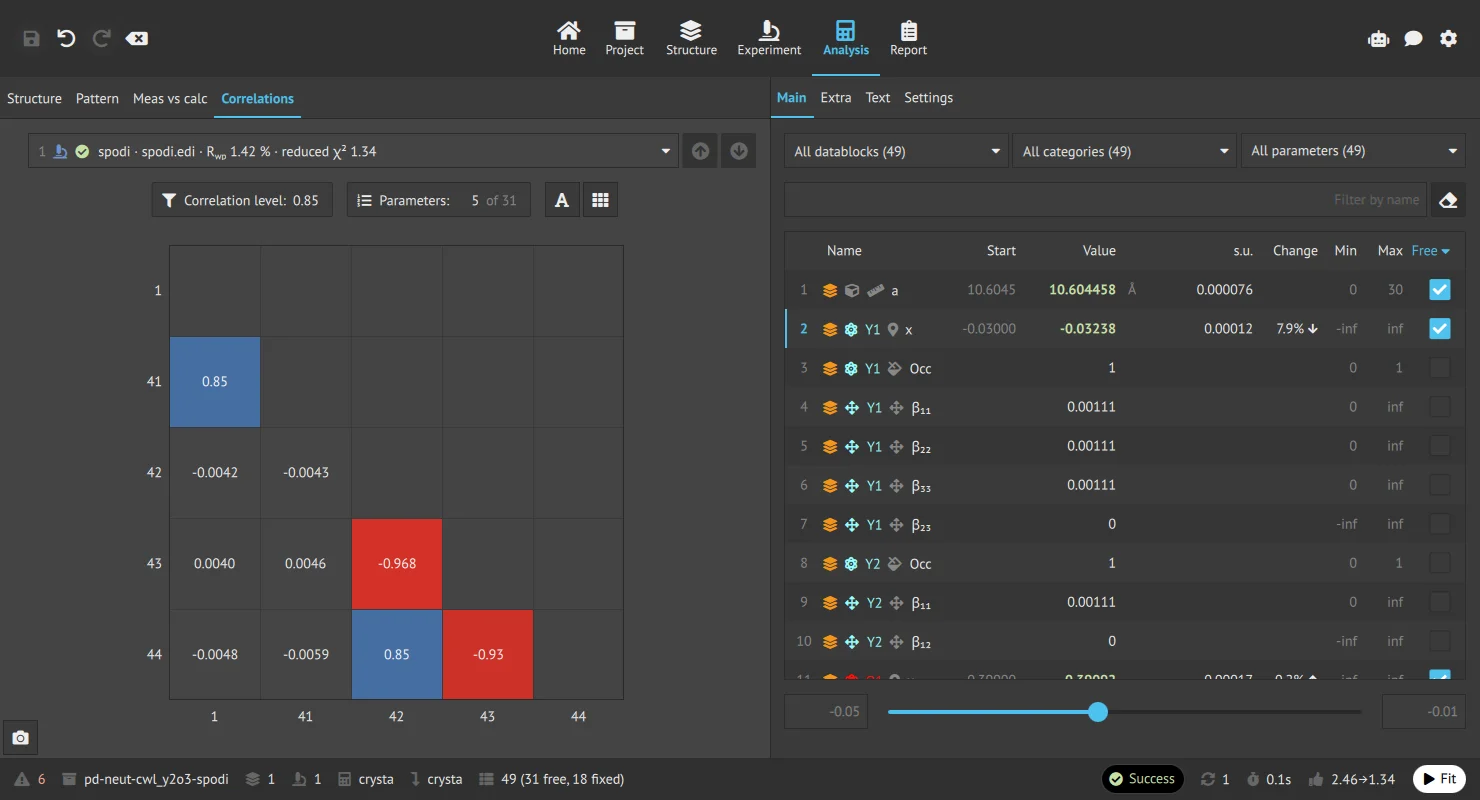 Home Project Structure Experiment Analysis Report
Structure Pattern Meas vs calc Correlations
Main Extra Text Settings
1 spodi · spodi.edi · Rwp 1.42 % · reduced χ² 1.34
All datablocks (49) All categories (49) All parameters (49)
Correlation level: 0.85 Parameters: 5 of 31 A
Filter by name
1
41 0.85
42 -0.0042 -0.0043
43 0.0040 0.0046 -0.968
44 -0.0048 -0.0059 0.85 -0.93
1 41 42 43 44
Name Start Value s.u. Change Min Max Free
1 a 10.6045 10.604458 Å 0.000076 0 30
2 Y1 x -0.03000 -0.03238 0.00012 7.9% -inf inf
3 Y1 Occ 1 0 1
4 Y1 β₁₁ 0.00111 0 inf
5 Y1 β₂₂ 0.00111 0 inf
6 Y1 β₃₃ 0.00111 0 inf
7 Y1 β₂₃ 0 -inf inf
8 Y2 Occ 1 0 1
9 Y2 β₁₁ 0.00111 0 inf
10 Y2 β₁₂ 0 -inf inf
-0.05 -0.01
6 pd-neut-cwl_y2o3-spodi 1 1 crysta crysta 49 (31 free, 18 fixed)
Success 1 0.1s 2.46→1.34 Fit